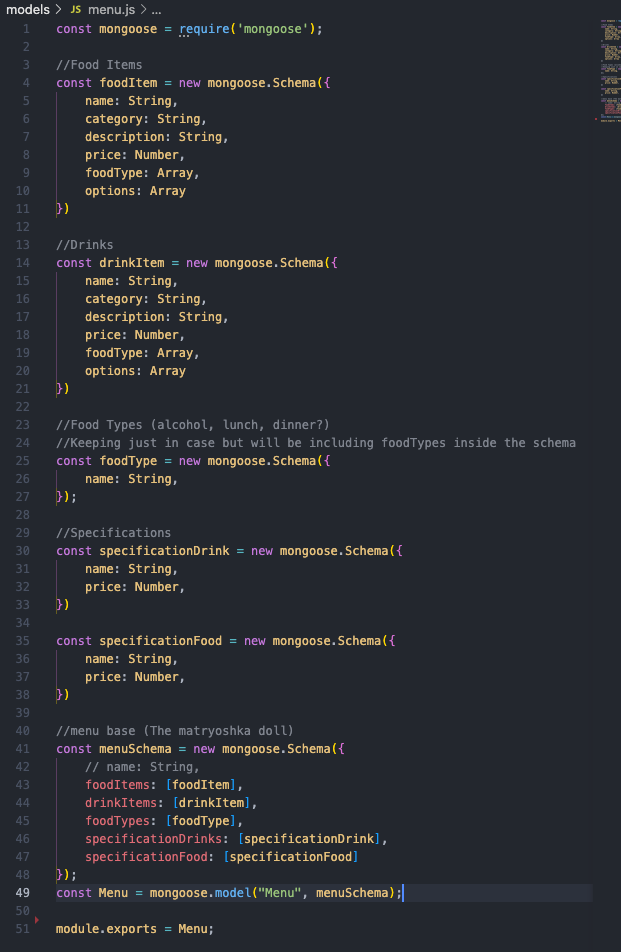 models > JS menu.js > ...
1 const mongoose = require('mongoose');
2
3 //Food Items
4 const foodItem = new mongoose.Schema({
5 name: String,
6 category: String,
7 description: String,
8 price: Number,
9 foodType: Array,
10 options: Array
11 })
12
13 //Drinks
14 const drinkItem = new mongoose.Schema({
15 name: String,
16 category: String,
17 description: String,
18 price: Number,
19 foodType: Array,
20 options: Array
21 })
22
23 //Food Types (alcohol, lunch, dinner?)
24 //Keeping just in case but will be including foodTypes inside the schema
25 const foodType = new mongoose.Schema({
26 name: String,
27 });
28
29 //Specifications
30 const specificationDrink = new mongoose.Schema({
31 name: String,
32 price: Number,
33 })
34
35 const specificationFood = new mongoose.Schema({
36 name: String,
37 price: Number,
38 })
39
40 //menu base (The matryoshka doll)
41 const menuSchema = new mongoose.Schema({
42 // name: String,
43 foodItems: [foodItem],
44 drinkItems: [drinkItem],
45 foodTypes: [foodType],
46 specificationDrinks: [specificationDrink],
47 specificationFood: [specificationFood]
48 });
49 const Menu = mongoose.model("Menu", menuSchema);
50
51 module.exports = Menu;